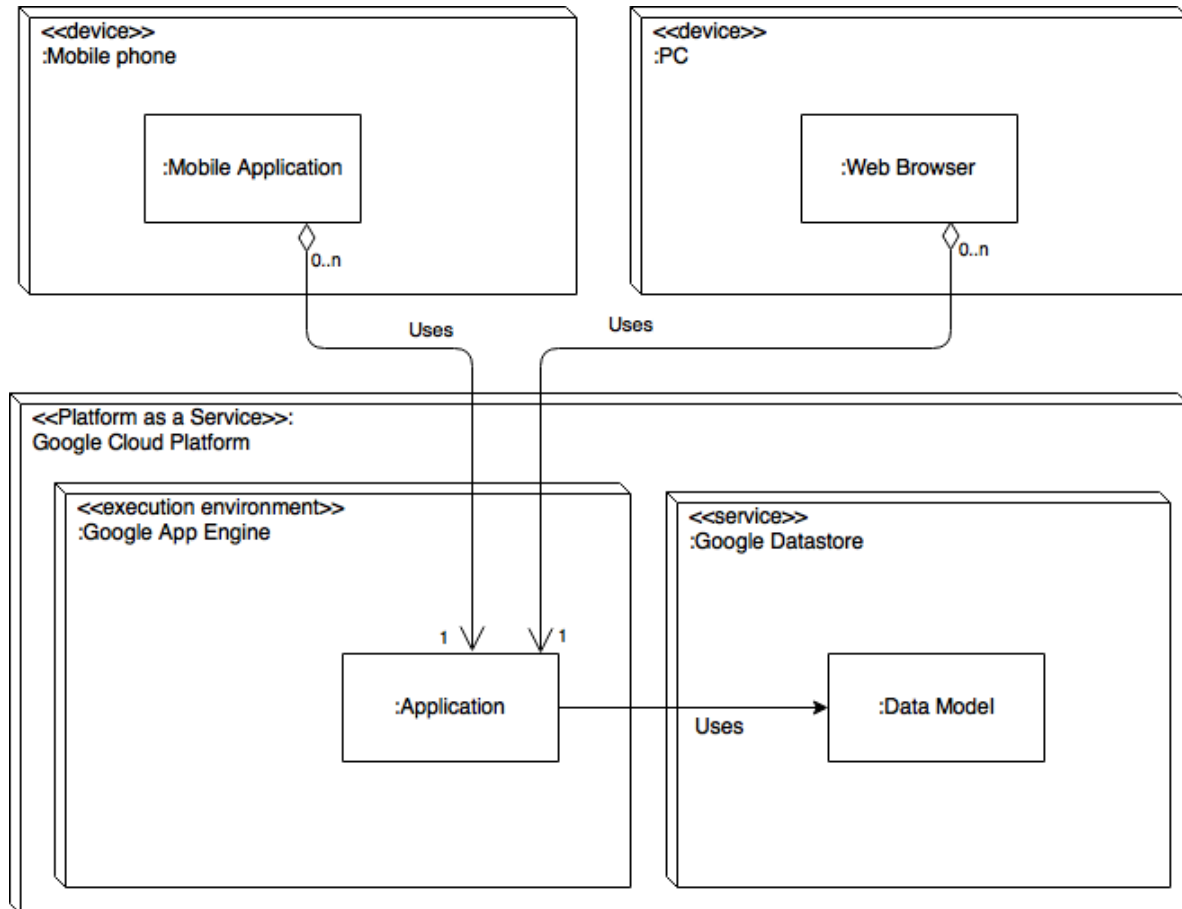 <<device>>
:Mobile phone
:Mobile Application
0..n
<<device>>
:PC
:Web Browser
0..n
Uses
Uses
<<Platform as a Service>>:
Google Cloud Platform
<<execution environment>>
:Google App Engine
1
1
:Application
Uses
<<service>>
:Google Datastore
:Data Model